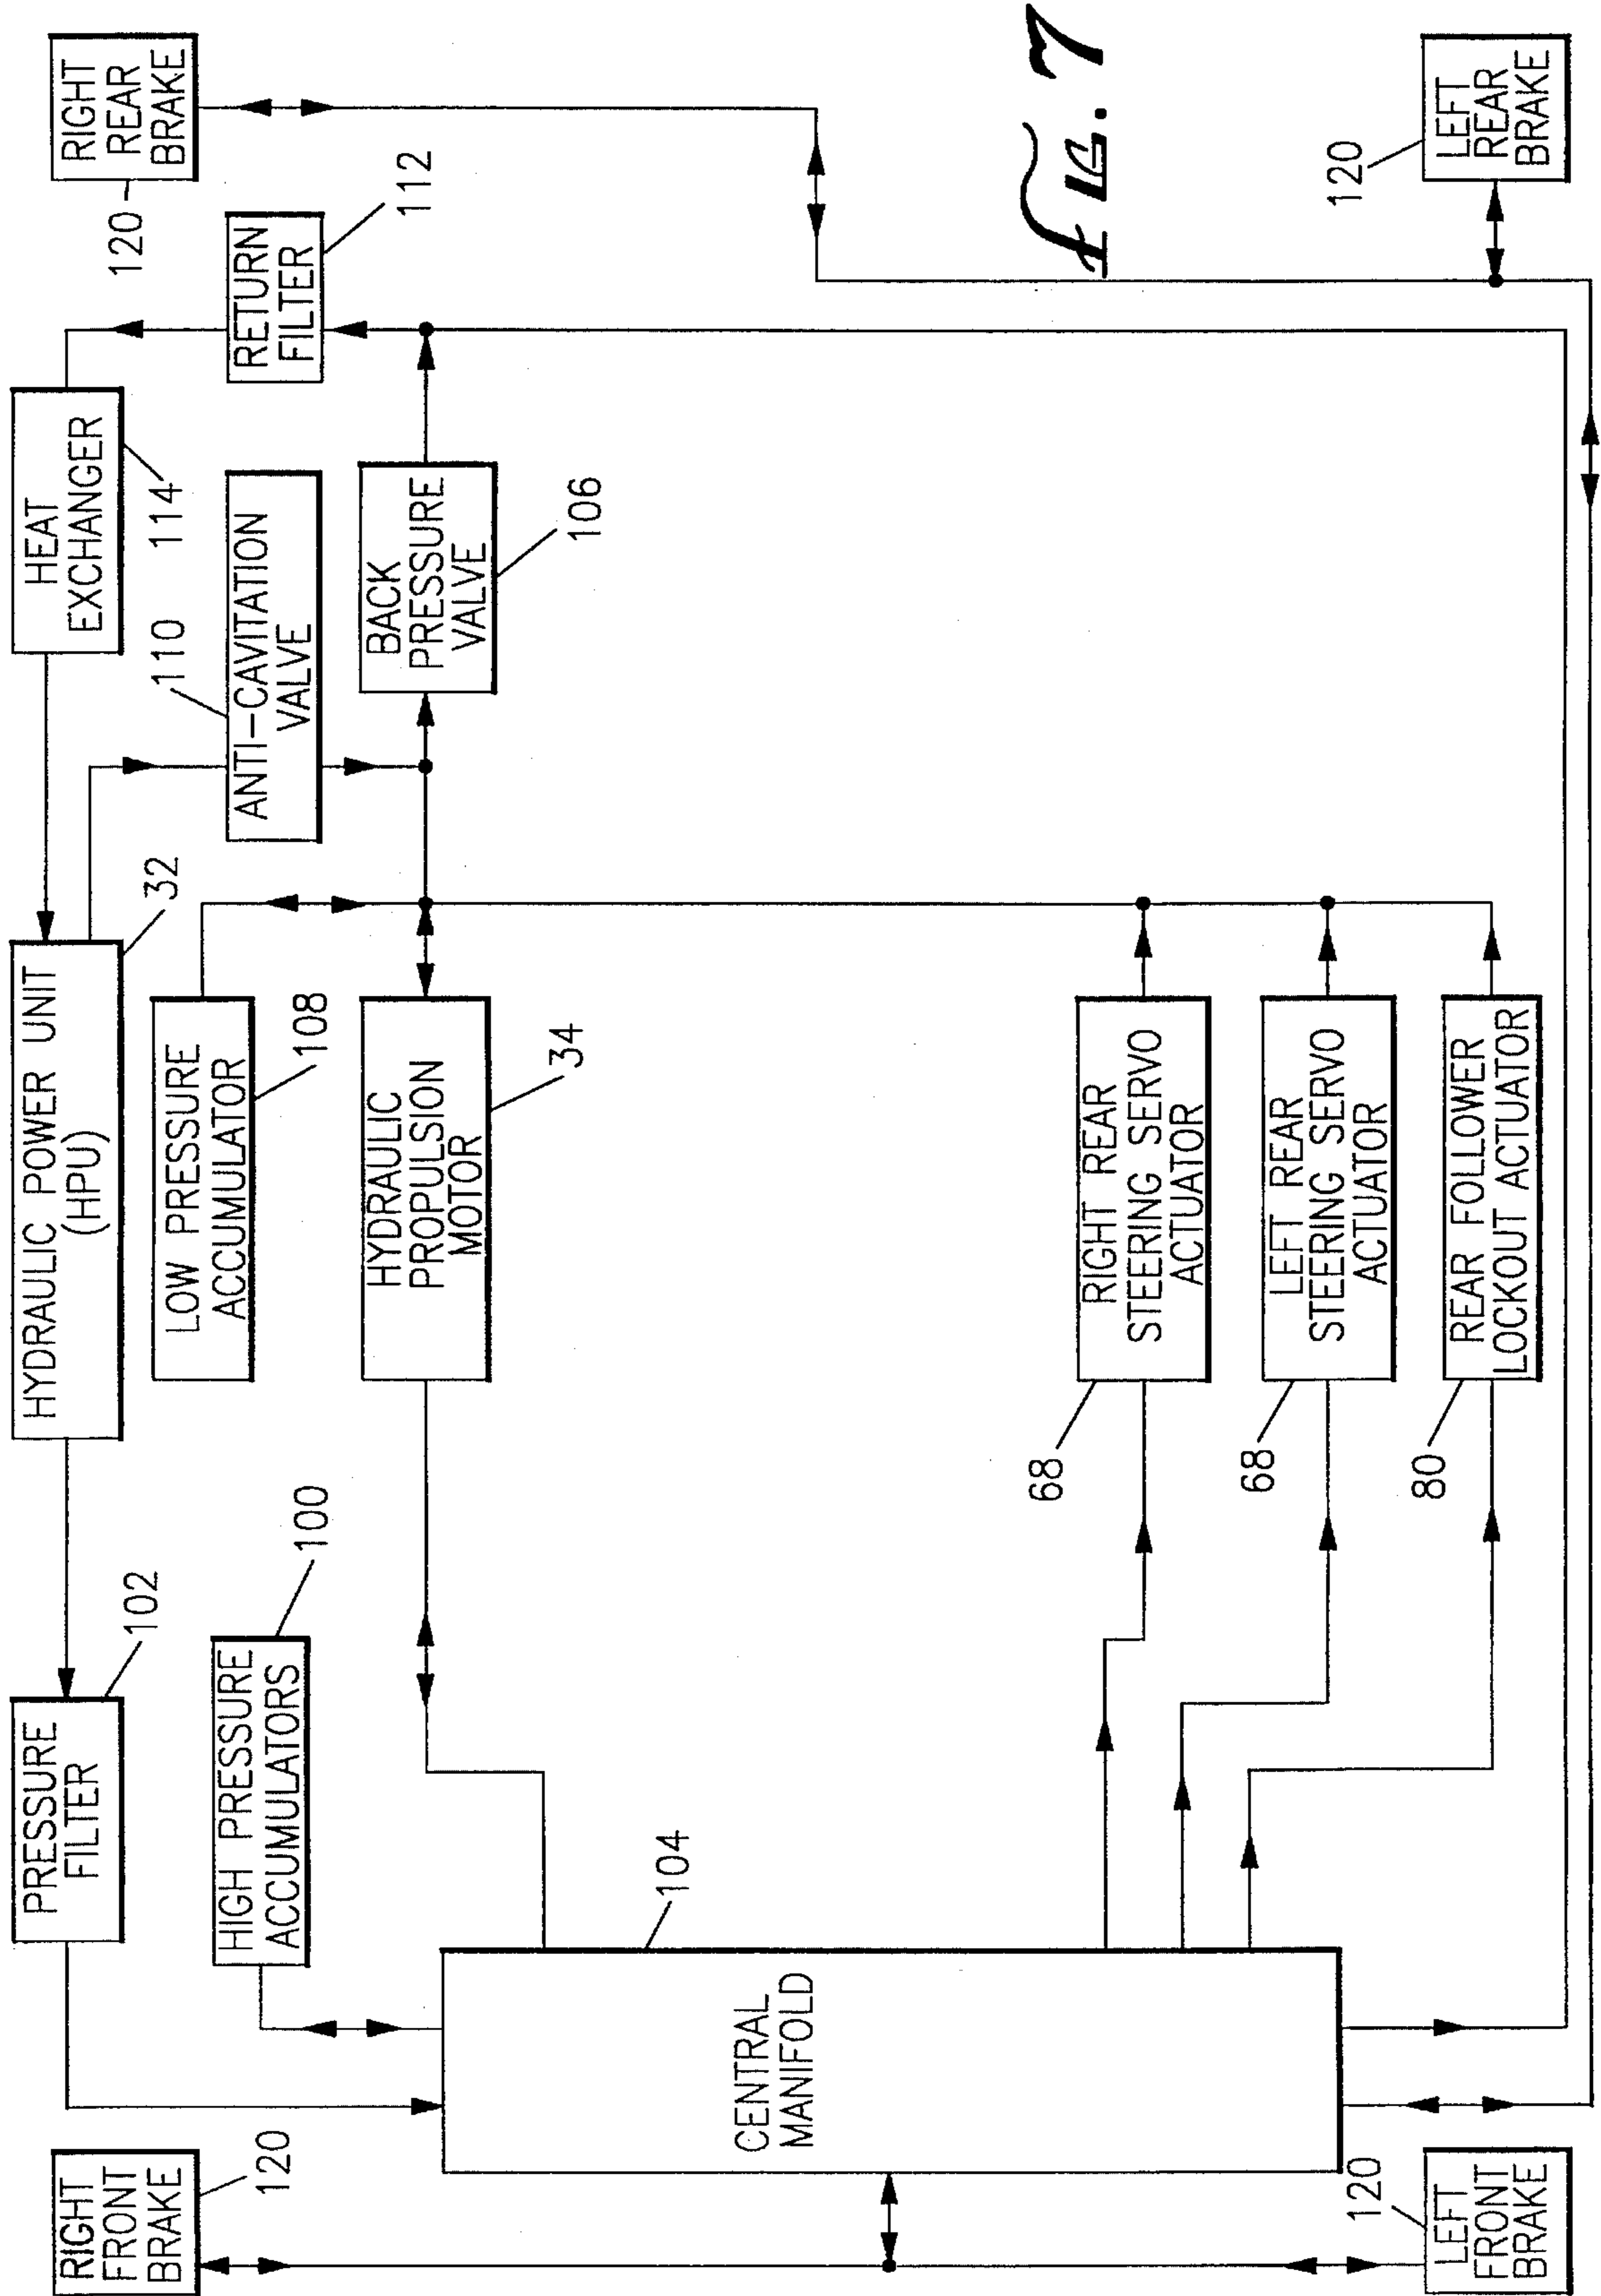 RIGHT
FRONT
BRAKE
120
PRESSURE
FILTER
102
HYDRAULIC POWER UNIT
(HPU)
32
HEAT
EXCHANGER
114
RIGHT
REAR
BRAKE
120
HIGH PRESSURE
ACCUMULATORS
100
LOW PRESSURE
ACCUMULATOR
108
ANTI-CAVITATION
VALVE
110
RETURN
FILTER
112
HYDRAULIC
PROPULSION
MOTOR
34
BACK
PRESSURE
VALVE
106
CENTRAL
MANIFOLD
104
RIGHT REAR
STEERING SERVO
ACTUATOR
68
LEFT REAR
STEERING SERVO
ACTUATOR
68
REAR FOLLOWER
LOCKOUT ACTUATOR
80
LEFT
FRONT
BRAKE
120
LEFT
REAR
BRAKE
120
FIG. 7